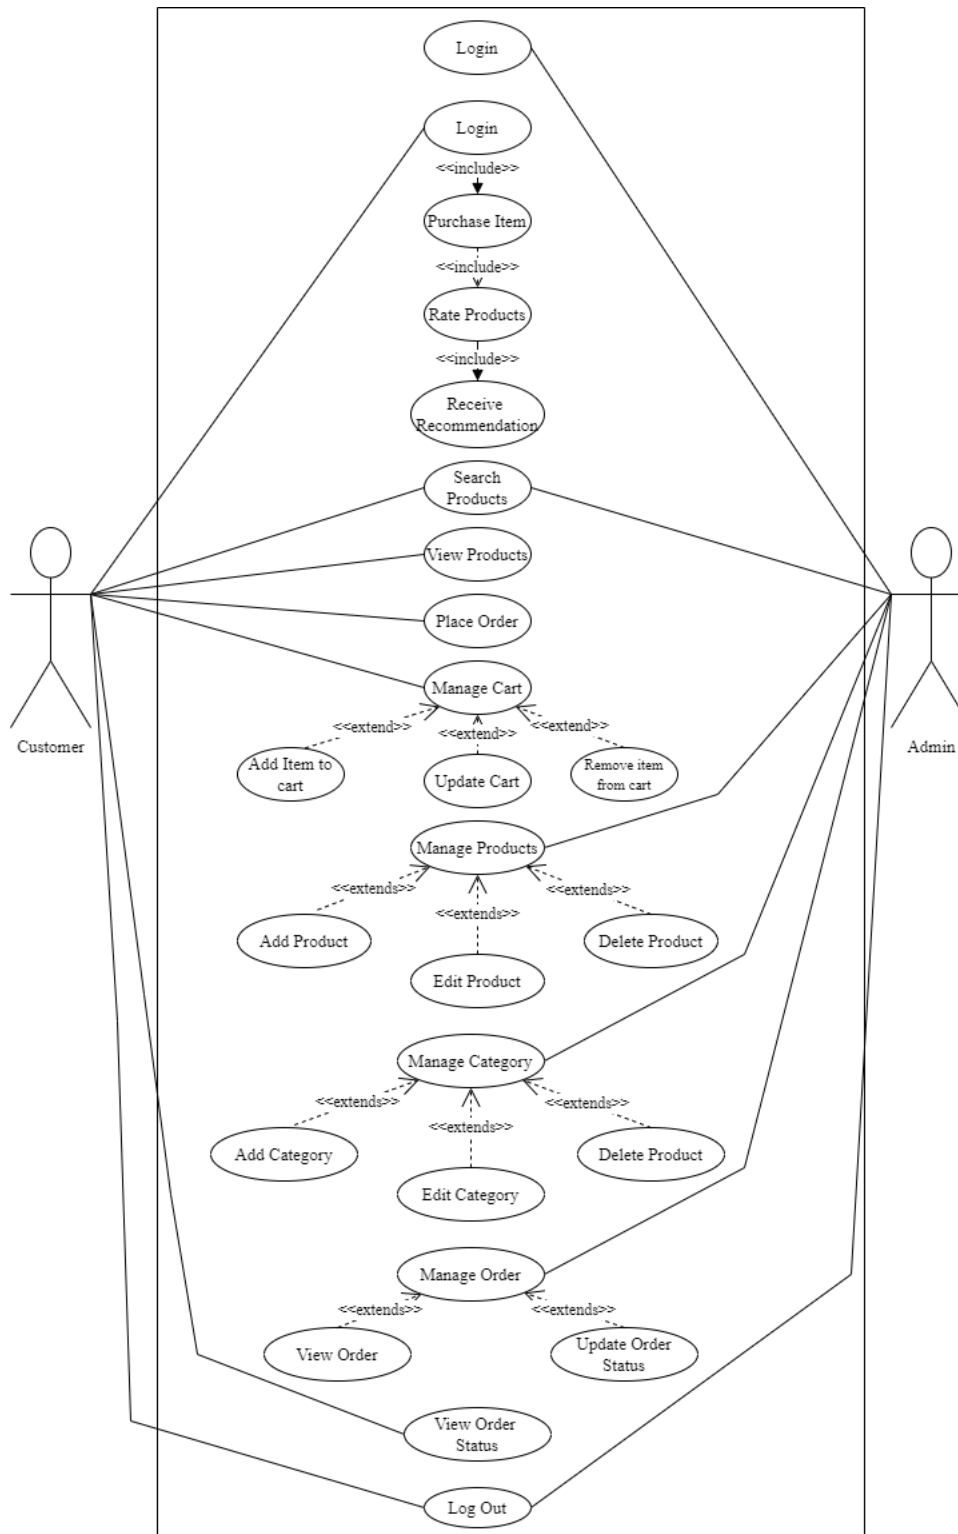 Login
Login
<<include>>
Purchase Item
<<include>>
Rate Products
<<include>>
Receive
Recommendation
Search
Products
View Products
Place Order
Manage Cart
<<extend>>
<<extend>>
<<extend>>
Customer
Admin
Add Item to
cart
Update Cart
Remove item
from cart
Manage Products
<<extends>>
<<extends>>
<<extends>>
Add Product
Delete Product
Edit Product
Manage Category
<<extends>>
<<extends>>
<<extends>>
Add Category
Delete Product
Edit Category
Manage Order
<<extends>>
<<extends>>
View Order
Update Order
Status
View Order
Status
Log Out